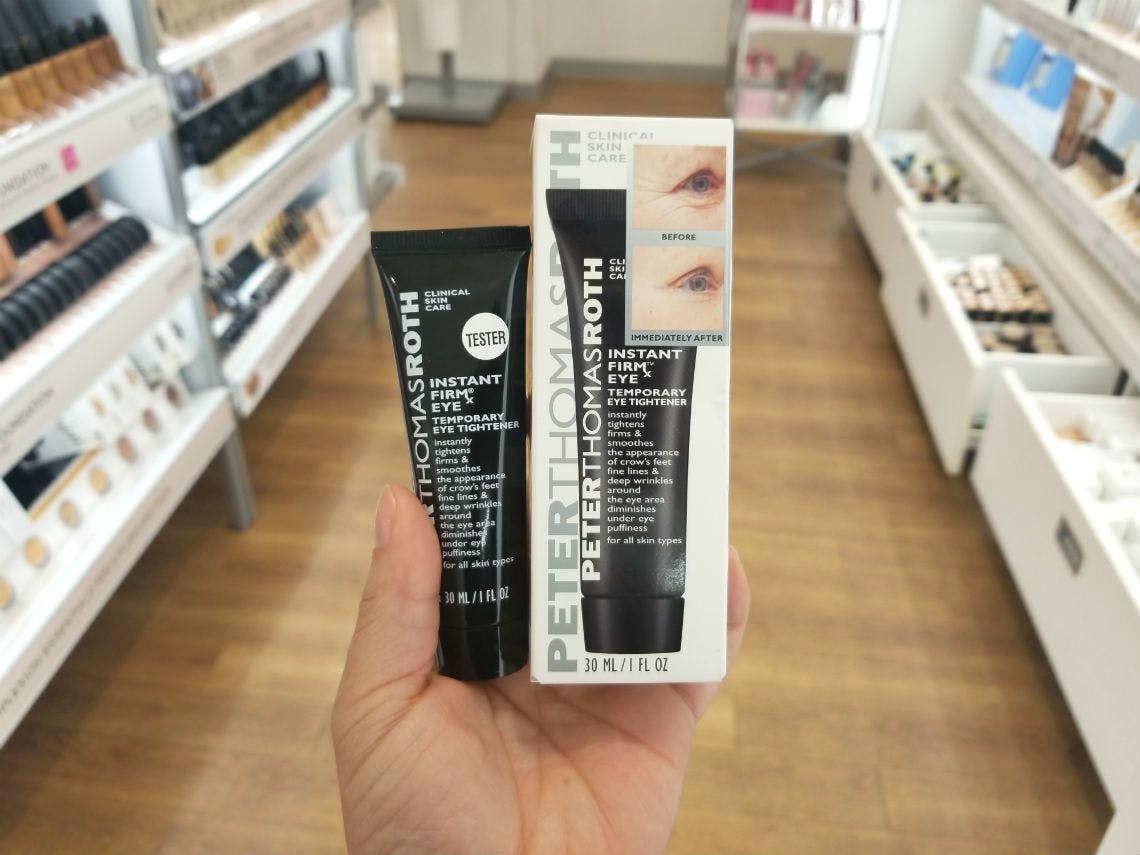 CLINICAL
SKIN
CARE
TESTER
THOMASROTH
INSTANT
FIRM®x
EYE
TEMPORARY
EYE TIGHTENER
instantly
tightens
firms &
smoothes
the appearance
of crow's feet
fine lines &
deep wrinkles
around
the eye area
diminishes
under eye
puffiness
for all skin types
30 ML / 1 FL OZ
CLINICAL
SKIN
CARE
PETERTHOMASROTH
BEFORE
IMMEDIATELY AFTER
PETERTHOMASROTH
INSTANT
FIRM™x
EYE
TEMPORARY
EYE TIGHTENER
instantly
tightens
firms &
smoothes
the appearance
of crow's feet
fine lines &
deep wrinkles
around
the eye area
diminishes
under eye
puffiness
for all skin types
30 ML / 1 FL OZ